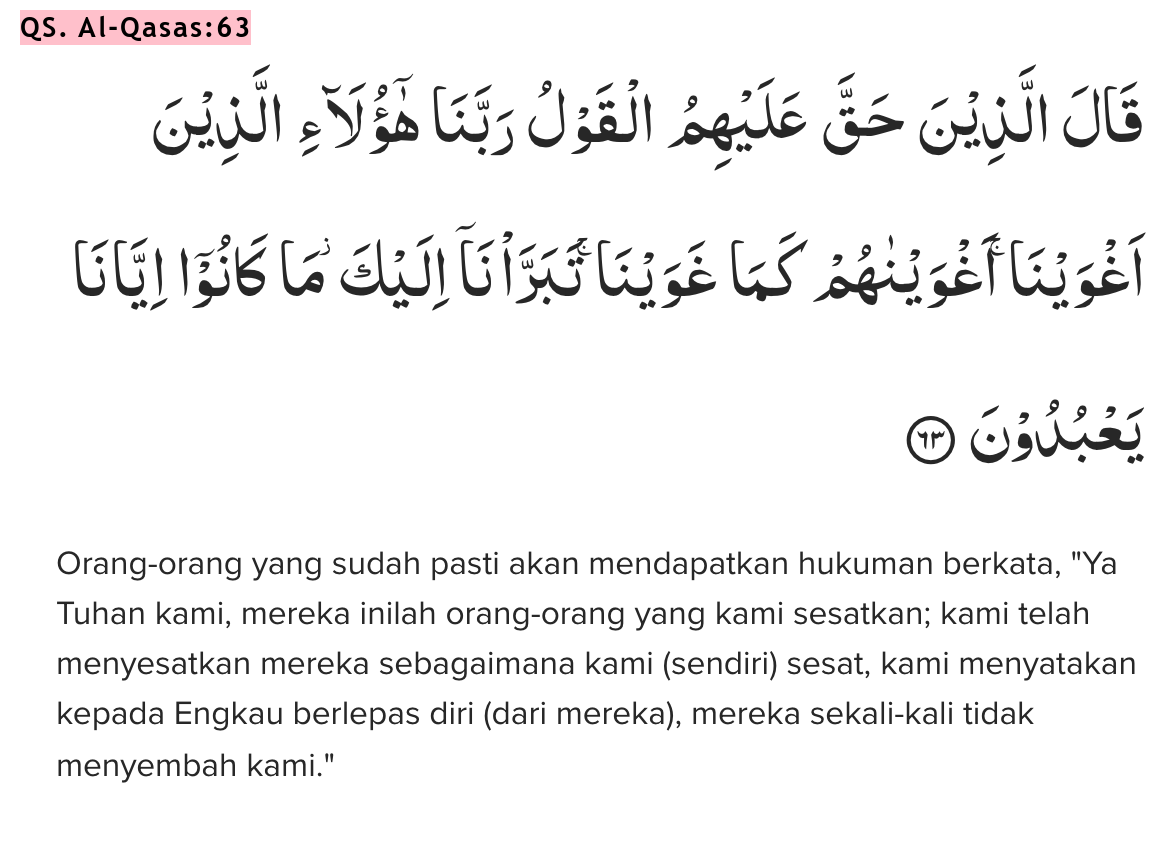 QS. Al-Qasas:63
قَالَ الَّذِيْنَ حَقَّ عَلَيْهِمُ الْقَوْلُ رَبَّنَا هٰٓؤُلَاۤءِ الَّذِيْنَ
اَغْوَيْنَاۚ اَغْوَيْنٰهُمْ كَمَا غَوَيْنَاۚ تَبَرَّأْنَآ اِلَيْكَ مَا ۖكَانُوْٓا اِيَّانَا
يَعْبُدُوْنَ ٦٣
Orang-orang yang sudah pasti akan mendapatkan hukuman berkata, "Ya
Tuhan kami, mereka inilah orang-orang yang kami sesatkan; kami telah
menyesatkan mereka sebagaimana kami (sendiri) sesat, kami menyatakan
kepada Engkau berlepas diri (dari mereka), mereka sekali-kali tidak
menyembah kami."